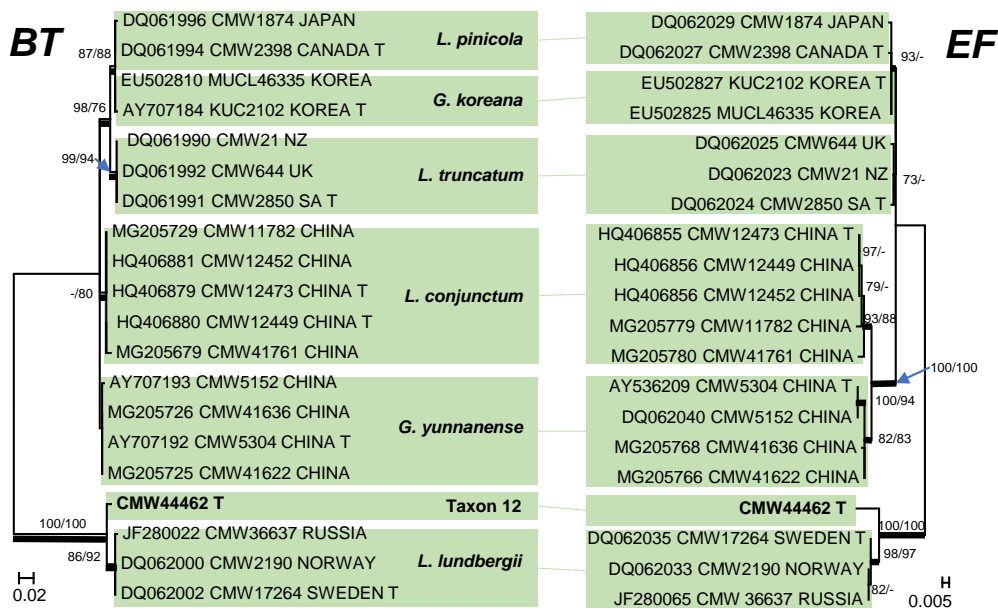 BT
EF
DQ061996 CMW1874 JAPAN
DQ061994 CMW2398 CANADA T
L. pinicola
EU502810 MUCL46335 KOREA
AY707184 KUC2102 KOREA T
G. koreana
DQ061990 CMW21 NZ
DQ061992 CMW644 UK
DQ061991 CMW2850 SA T
L. truncatum
MG205729 CMW11782 CHINA
HQ406881 CMW12452 CHINA
HQ406879 CMW12473 CHINA T
HQ406880 CMW12449 CHINA T
MG205679 CMW41761 CHINA
L. conjunctum
AY707193 CMW5152 CHINA
MG205726 CMW41636 CHINA
AY707192 CMW5304 CHINA T
MG205725 CMW41622 CHINA
G. yunnanense
CMW44462 T
Taxon 12
JF280022 CMW36637 RUSSIA
DQ062000 CMW2190 NORWAY
DQ062002 CMW17264 SWEDEN T
L. lundbergii
87/88
98/76
99/94
-/80
100/100
86/92
0.02
DQ062029 CMW1874 JAPAN
DQ062027 CMW2398 CANADA T
EU502827 KUC2102 KOREA T
EU502825 MUCL46335 KOREA
DQ062025 CMW644 UK
DQ062023 CMW21 NZ
DQ062024 CMW2850 SA T
HQ406855 CMW12473 CHINA T
HQ406856 CMW12449 CHINA
HQ406856 CMW12452 CHINA
MG205779 CMW11782 CHINA
MG205780 CMW41761 CHINA
AY536209 CMW5304 CHINA T
DQ062040 CMW5152 CHINA
MG205768 CMW41636 CHINA
MG205766 CMW41622 CHINA
CMW44462 T
DQ062035 CMW17264 SWEDEN T
DQ062033 CMW2190 NORWAY
JF280065 CMW 36637 RUSSIA
93/-
73/-
97/-
79/-
93/88
100/100
100/94
82/83
100/100
98/97
82/-
0.005